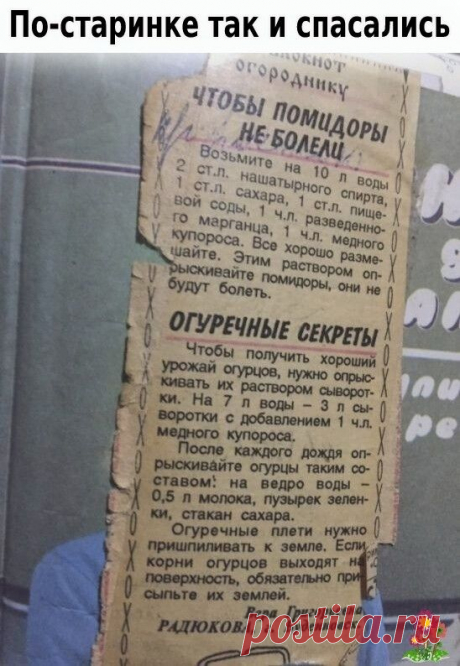 По-старинке так и спасались
огороднику
ЧТОБЫ ПОМИДОРЫ
НЕ БОЛЕЛИ
Возьмите на 10 л воды
2 ст.л. нашатырного спирта,
1 ст.л. сахара, 1 ст.л. пище-
вой соды, 1 ч.л. разведенно-
го марганца, 1 ч.л. медного
купороса. Все хорошо разме-
шайте. Этим раствором оп-
рыскивайте помидоры, они не
будут болеть.
ОГУРЕЧНЫЕ СЕКРЕТЫ
Чтобы получить хороший
урожай огурцов, нужно опрыс-
кивать их раствором сыворот-
ки. На 7 л воды – 3 л сы-
воротки с добавлением 1 ч.л.
медного купороса.
После каждого дождя оп-
рыскивайте огурцы таким со-
ставом: на ведро воды –
0,5 л молока, пузырек зелен-
ки, стакан сахара.
Огуречные плети нужно
пришпиливать к земле. Если
корни огурцов выходят на
поверхность, обязательно при-
сыпьте их землей.
РАДЮКОВА
postila.ru